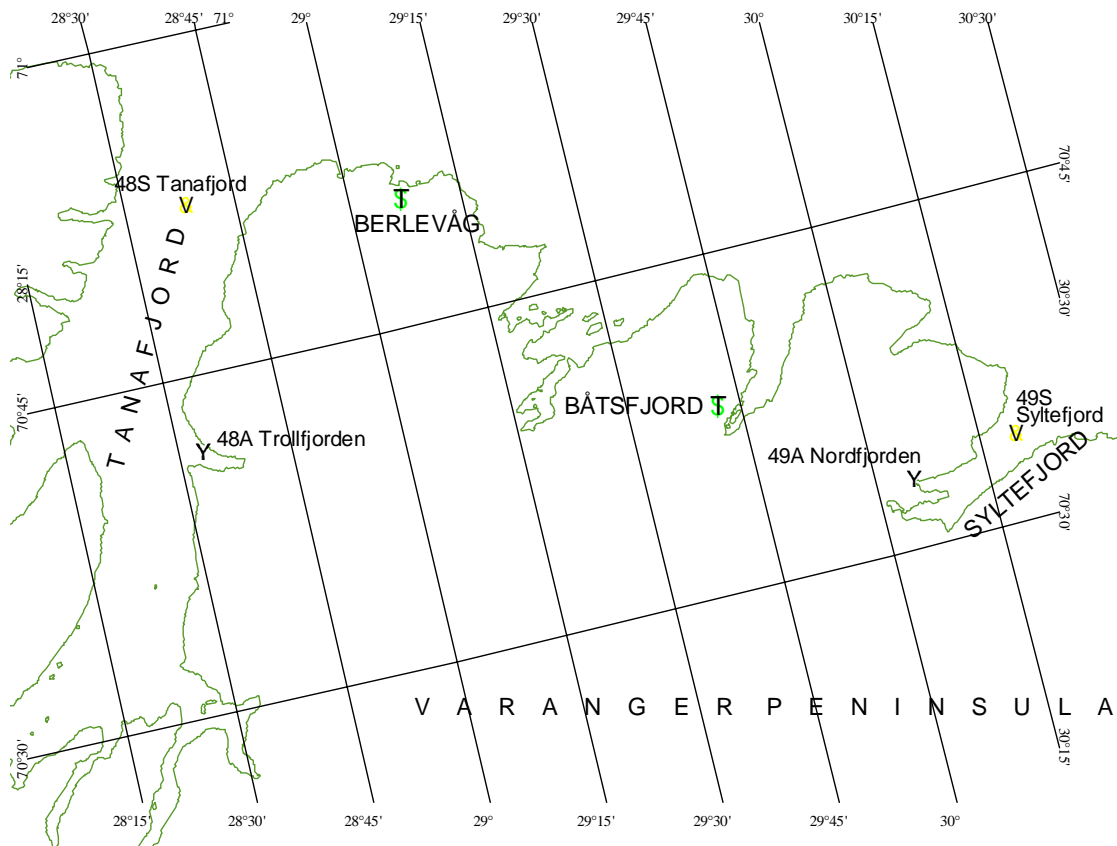 28°30'
28°45'
71°
29°
29°15'
29°30'
29°45'
30°
30°15'
30°30'
71°
70°45'
48S Tanafjord
V
T
S
BERLEVÅG
TANAFJORD
28°15'
30°30'
70°45'
BÅTSFJORD
T
S
49S
Syltefjord
V
Y
48A Trollfjorden
49A Nordfjorden
Y
SYLTEFJORD
70°30'
VARANGERPENINSULA
70°30'
30°15'
28°15'
28°30'
28°45'
29°
29°15'
29°30'
29°45'
30°